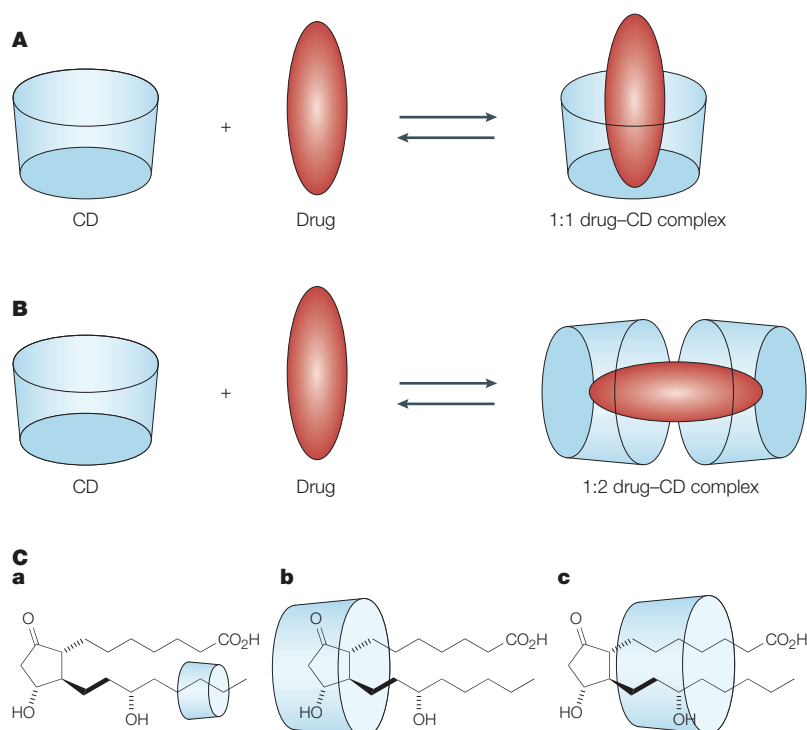 A
+
CD
Drug
1:1 drug–CD complex
B
+
CD
Drug
1:2 drug–CD complex
C
a
b
c
O
CO₂H
HO
OH
O
CO₂H
HO
OH
O
CO₂H
HO
OH